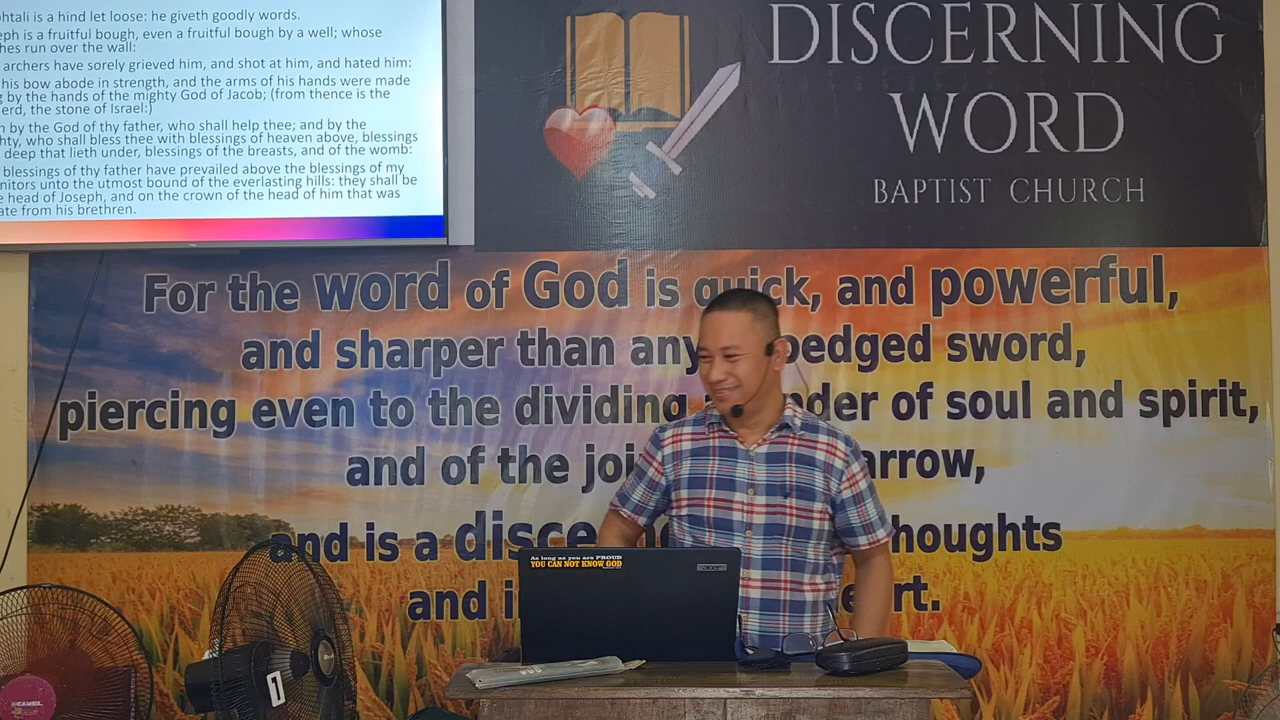 htali is a hind let loose: he giveth goodly words.
eph is a fruitful bough, even a fruitful bough by a well; whose
hes run over the wall:
archers have sorely grieved him, and shot at him, and hated him:
his bow abode in strength, and the arms of his hands were made
g by the hands of the mighty God of Jacob; (from thence is the
erd, the stone of Israel:)
n by the God of thy father, who shall help thee; and by the
hty, who shall bless thee with blessings of heaven above, blessings
deep that lieth under, blessings of the breasts, and of the womb:
blessings of thy father have prevailed above the blessings of my
nitors unto the utmost bound of the everlasting hills: they shall be
e head of Joseph, and on the crown of the head of him that was
ate from his brethren.
DISCERNING
WORD
BAPTIST CHURCH
For the word of God is quick, and powerful,
and sharper than any oedged sword,
piercing even to the dividing nder of soul and spirit,
and of the joi arrow,
and is a disce houghts
and i e rt.
As long as you are PROUD
YOU CAN NOT KNOW GOD
1
CAMEL